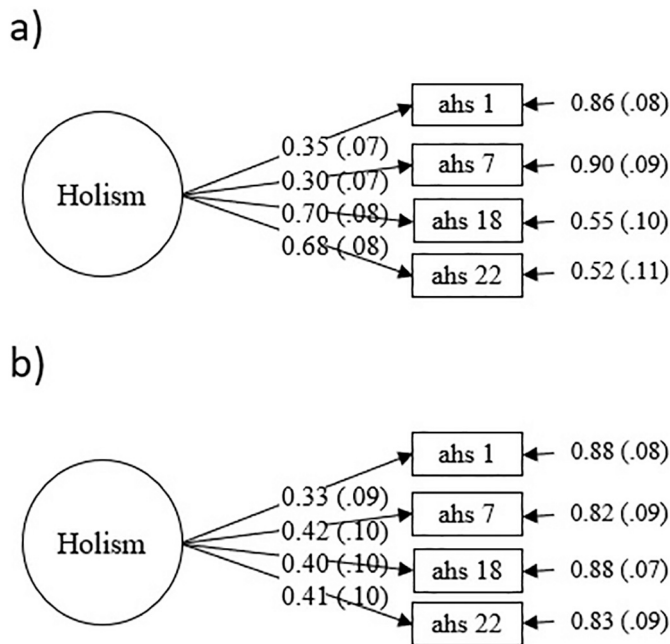 a)
ahs 1
0.86 (.08)
0.35 (.07)
ahs 7
0.90 (.09)
0.30 (.07)
Holism
0.70 (.08)
ahs 18
0.55 (.10)
0.68 (.08)
ahs 22
0.52 (.11)
b)
ahs 1
0.88 (.08)
0.33 (.09)
ahs 7
0.82 (.09)
0.42 (.10)
Holism
0.40 (.10)
ahs 18
0.88 (.07)
0.41 (.10)
ahs 22
0.83 (.09)